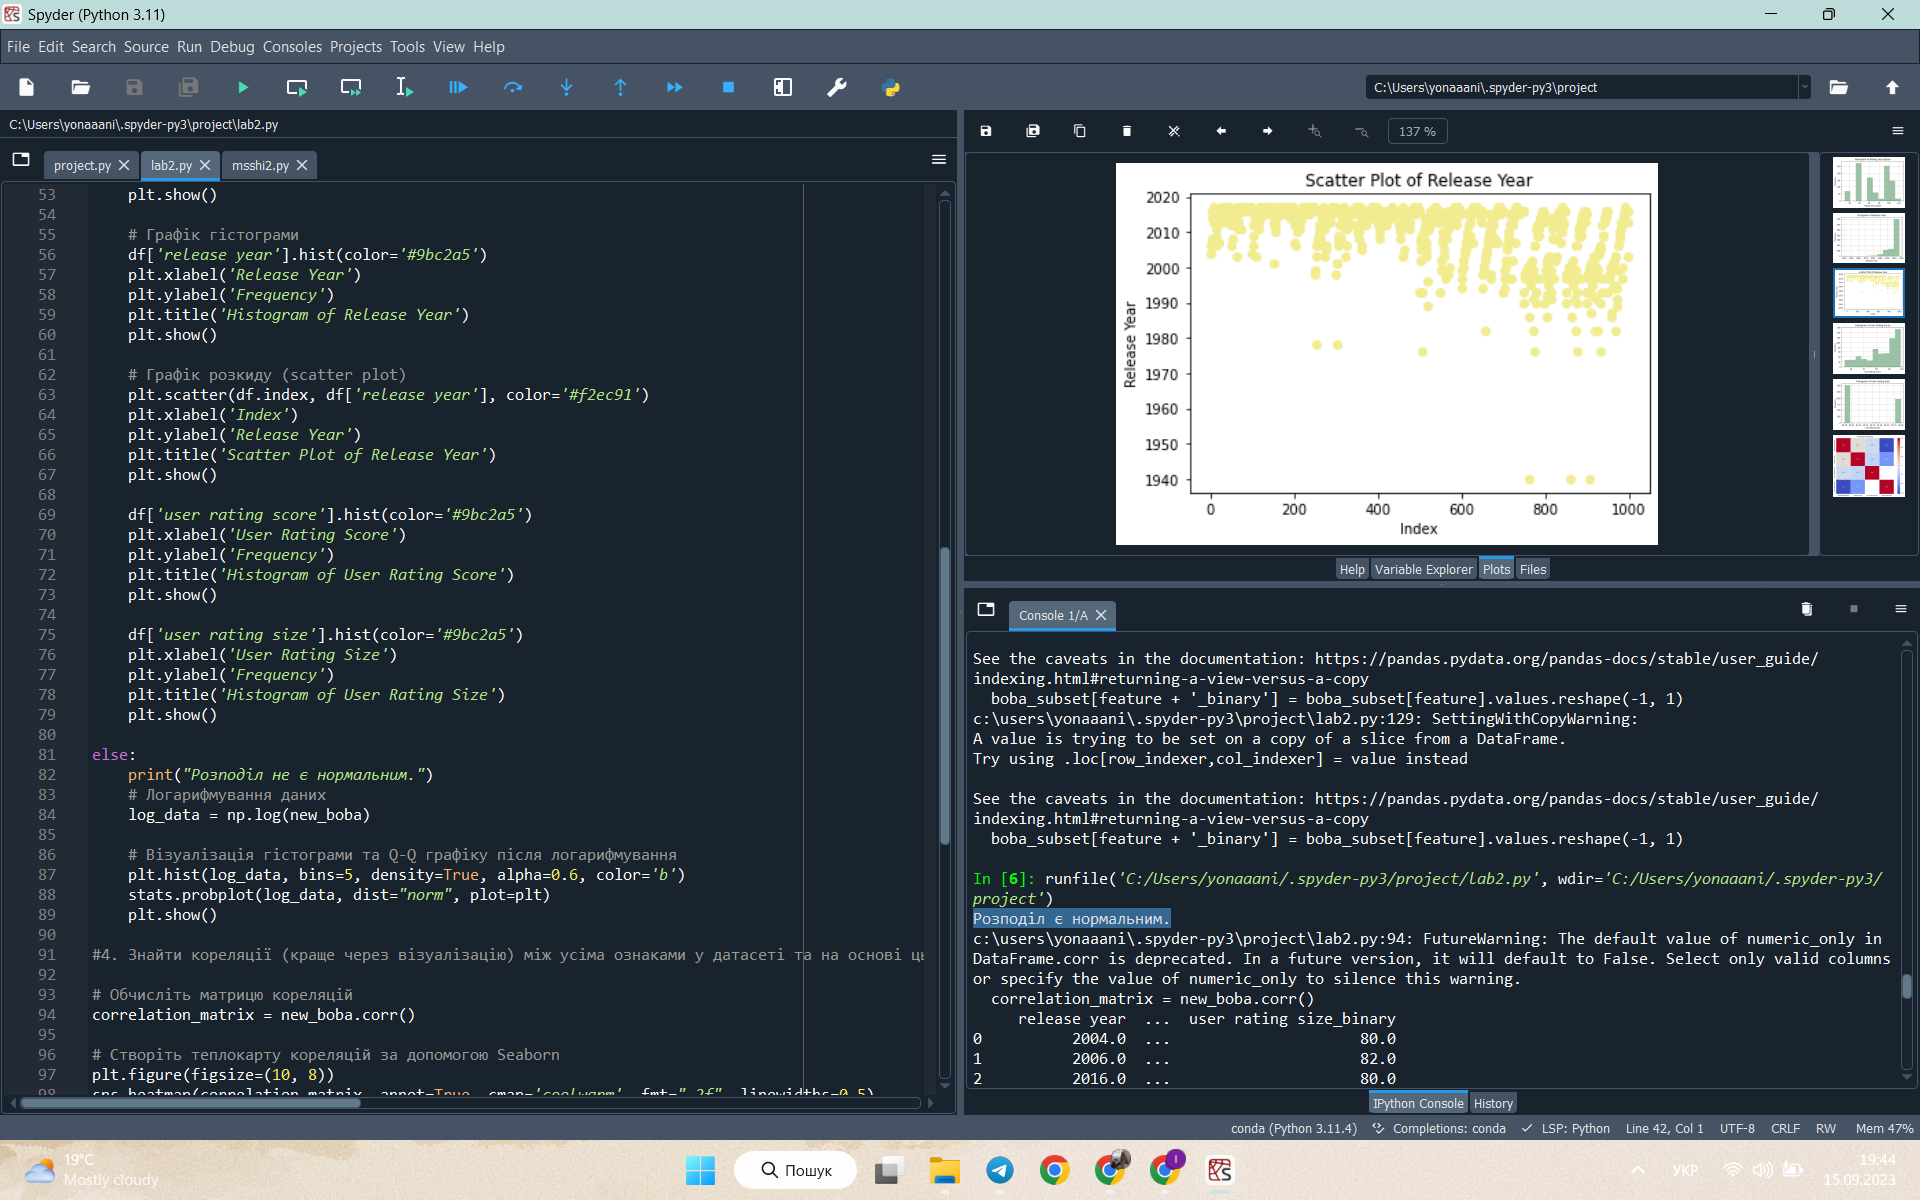 Spyder (Python 3.11)
File Edit Search Source Run Debug Consoles Projects Tools View Help
C:\Users\yonaaani\.spyder-py3\project
C:\Users\yonaaani\.spyder-py3\project\lab2.py
project.py lab2.py msshi2.py
53 plt.show()
54
55 # Графік гістограми
56 df['release year'].hist(color='#9bc2a5')
57 plt.xlabel('Release Year')
58 plt.ylabel('Frequency')
59 plt.title('Histogram of Release Year')
60 plt.show()
61
62 # Графік розкиду (scatter plot)
63 plt.scatter(df.index, df['release year'], color='#f2ec91')
64 plt.xlabel('Index')
65 plt.ylabel('Release Year')
66 plt.title('Scatter Plot of Release Year')
67 plt.show()
68
69 df['user rating score'].hist(color='#9bc2a5')
70 plt.xlabel('User Rating Score')
71 plt.ylabel('Frequency')
72 plt.title('Histogram of User Rating Score')
73 plt.show()
74
75 df['user rating size'].hist(color='#9bc2a5')
76 plt.xlabel('User Rating Size')
77 plt.ylabel('Frequency')
78 plt.title('Histogram of User Rating Size')
79 plt.show()
80
81 else:
82 print("Розподіл не є нормальним.")
83 # Логарифмування даних
84 log_data = np.log(new_boba)
85
86 # Візуалізація гістограми та Q-Q графіку після логарифмування
87 plt.hist(log_data, bins=5, density=True, alpha=0.6, color='b')
88 stats.probplot(log_data, dist="norm", plot=plt)
89 plt.show()
90
91 #4. Знайти кореляції (краще через візуалізацію) між усіма ознаками у датасеті та на основі ць
92
93 # Обчисліть матрицю кореляцій
94 correlation_matrix = new_boba.corr()
95
96 # Створіть теплокарту кореляцій за допомогою Seaborn
97 plt.figure(figsize=(10, 8))
98 sns.heatmap(correlation_matrix, annot=True, cmap='coolwarm', fmt=".2f", linewidths=0.5)
137 %
Scatter Plot of Release Year
2020
2010
2000
1990
1980
1970
1960
1950
1940
Release Year
0 200 400 600 800 1000
Index
Help Variable Explorer Plots Files
Console 1/A
See the caveats in the documentation: https://pandas.pydata.org/pandas-docs/stable/user_guide/
indexing.html#returning-a-view-versus-a-copy
boba_subset[feature + '_binary'] = boba_subset[feature].values.reshape(-1, 1)
c:\users\yonaaani\.spyder-py3\project\lab2.py:129: SettingWithCopyWarning:
A value is trying to be set on a copy of a slice from a DataFrame.
Try using .loc[row_indexer,col_indexer] = value instead
See the caveats in the documentation: https://pandas.pydata.org/pandas-docs/stable/user_guide/
indexing.html#returning-a-view-versus-a-copy
boba_subset[feature + '_binary'] = boba_subset[feature].values.reshape(-1, 1)
In [6]: runfile('C:/Users/yonaaani/.spyder-py3/project/lab2.py', wdir='C:/Users/yonaaani/.spyder-py3/
project')
Розподіл є нормальним.
c:\users\yonaaani\.spyder-py3\project\lab2.py:94: FutureWarning: The default value of numeric_only in
DataFrame.corr is deprecated. In a future version, it will default to False. Select only valid columns
or specify the value of numeric_only to silence this warning.
correlation_matrix = new_boba.corr()
release year ... user rating size_binary
0 2004.0 ... 80.0
1 2006.0 ... 82.0
2 2016.0 ... 80.0
IPython Console History
conda (Python 3.11.4) Completions: conda LSP: Python Line 42, Col 1 UTF-8 CRLF RW Mem 47%
19°C
Mostly cloudy
Пошук
УКР
19:44
15.09.2023